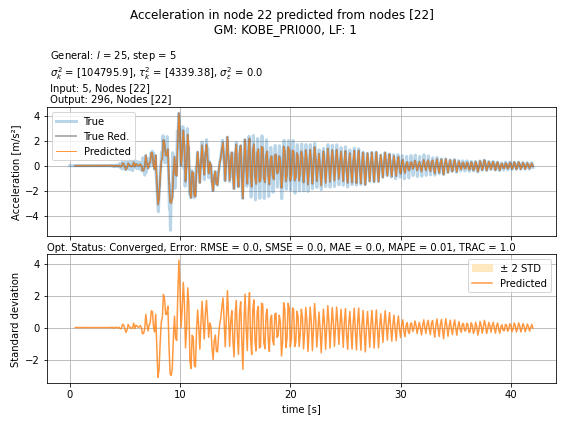 Acceleration in node 22 predicted from nodes [22]
GM: KOBE_PRI000, LF: 1
General: l = 25, step = 5
σ²ₖ = [104795.9], τ²ₖ = [4339.38], σ²ε = 0.0
Input: 5, Nodes [22]
Output: 296, Nodes [22]
Acceleration [m/s²]
4
2
0
−2
−4
True
True Red.
Predicted
Opt. Status: Converged, Error: RMSE = 0.0, SMSE = 0.0, MAE = 0.0, MAPE = 0.01, TRAC = 1.0
Standard deviation
4
2
0
−2
± 2 STD
Predicted
0 10 20 30 40
time [s]